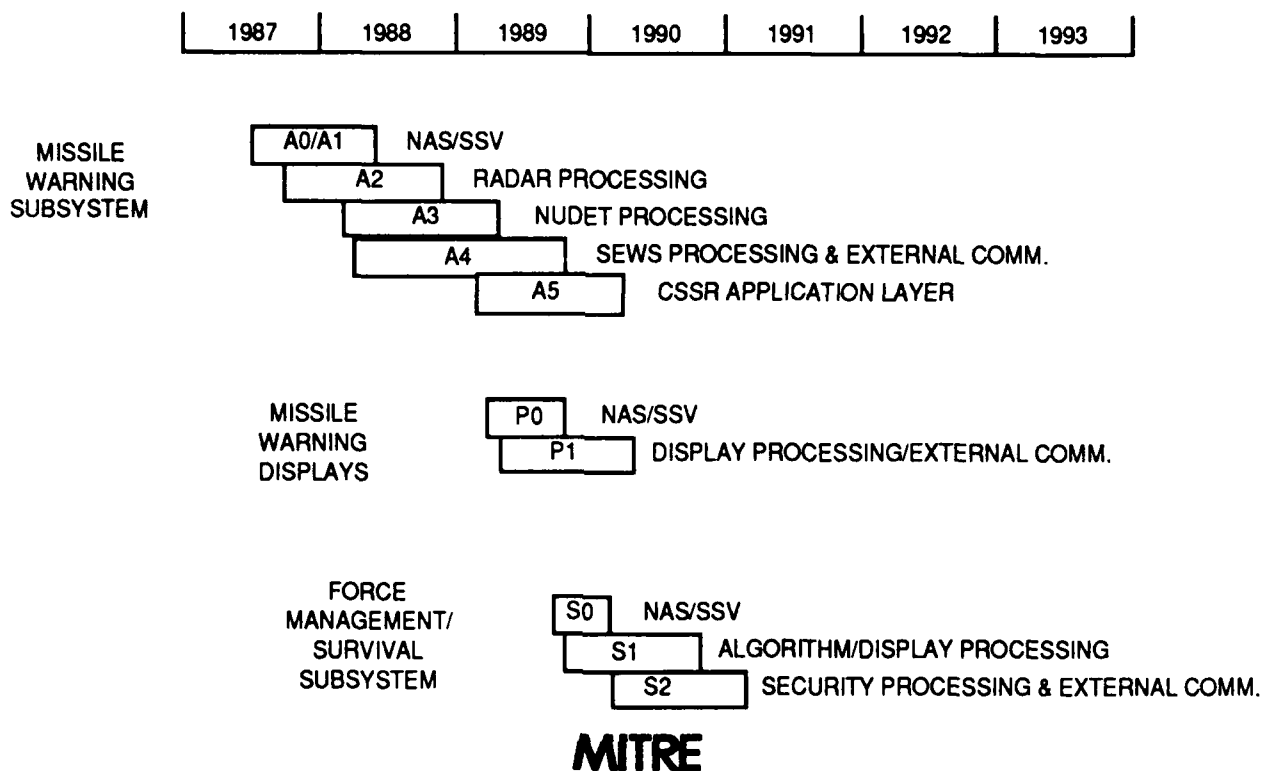 1987 1988 1989 1990 1991 1992 1993
MISSILE
WARNING
SUBSYSTEM
A0/A1 NAS/SSV
A2 RADAR PROCESSING
A3 NUDET PROCESSING
A4 SEWS PROCESSING & EXTERNAL COMM.
A5 CSSR APPLICATION LAYER
MISSILE
WARNING
DISPLAYS
P0 NAS/SSV
P1 DISPLAY PROCESSING/EXTERNAL COMM.
FORCE
MANAGEMENT/
SURVIVAL
SUBSYSTEM
S0 NAS/SSV
S1 ALGORITHM/DISPLAY PROCESSING
S2 SECURITY PROCESSING & EXTERNAL COMM.
MITRE